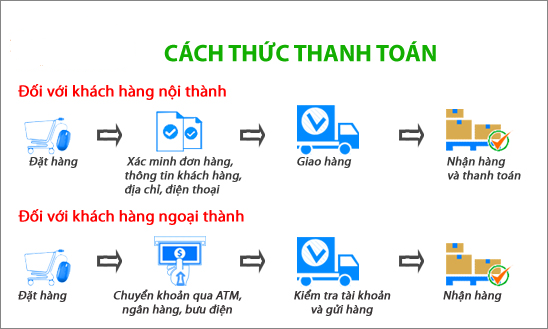 CÁCH THỨC THANH TOÁN
Đối với khách hàng nội thành
Đặt hàng
Xác minh đơn hàng,
thông tin khách hàng,
địa chỉ, điện thoại
Giao hàng
Nhận hàng
và thanh toán
Đối với khách hàng ngoại thành
Đặt hàng
Chuyển khoản qua ATM,
ngân hàng, bưu điện
Kiểm tra tài khoản
và gửi hàng
Nhận hàng